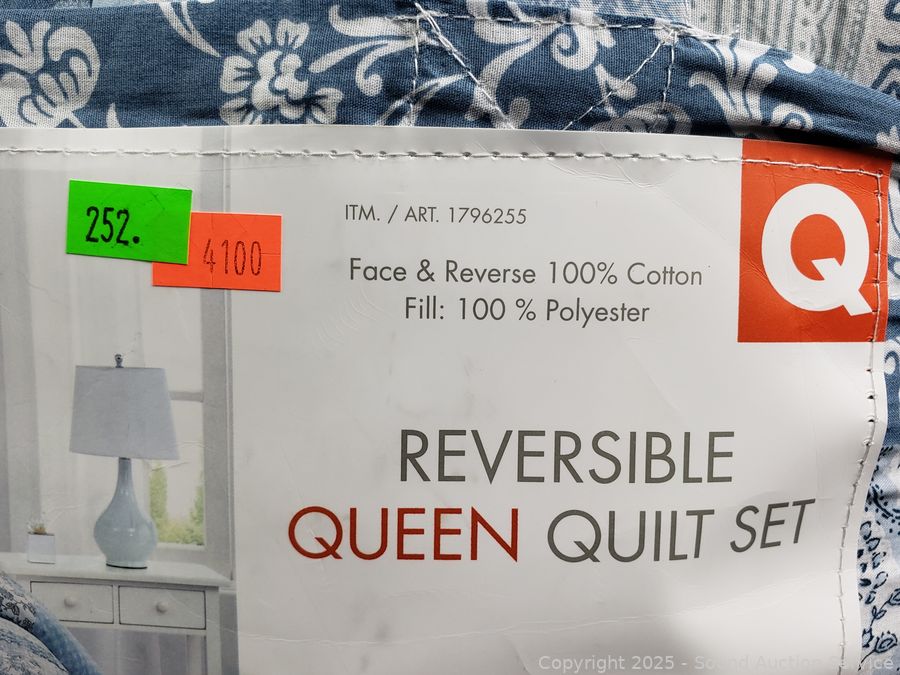 252.
4100
ITM. / ART. 1796255
Q
Face & Reverse 100% Cotton
Fill: 100 % Polyester
REVERSIBLE
QUEEN QUILT SET
Copyright 2025 - Sound Auction Service